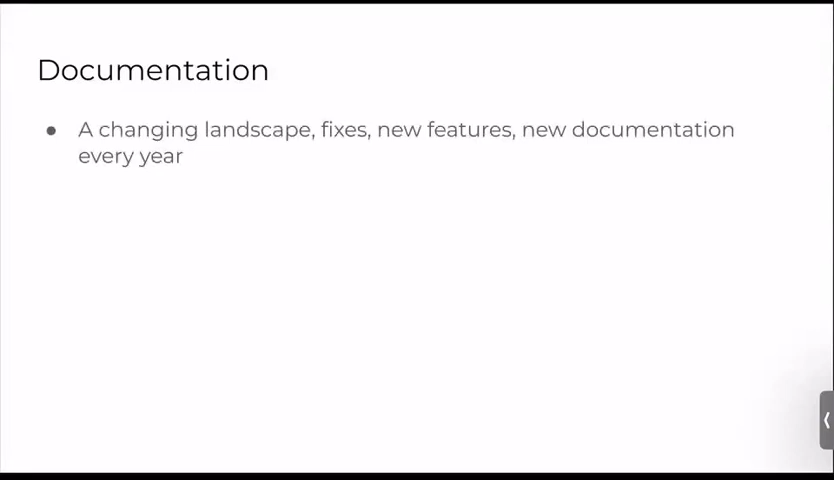 Documentation
● A changing landscape, fixes, new features, new documentation
every year